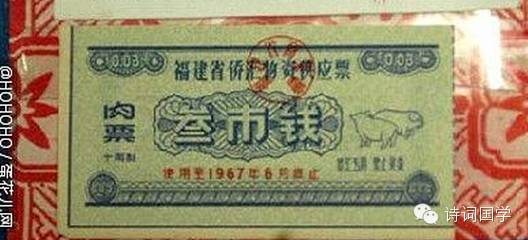 0.03
福建省侨汇物资供应票
0.03
肉票
叁市钱
十两制
使用至1967年6月底止
@HOHOHO /
诗词国学